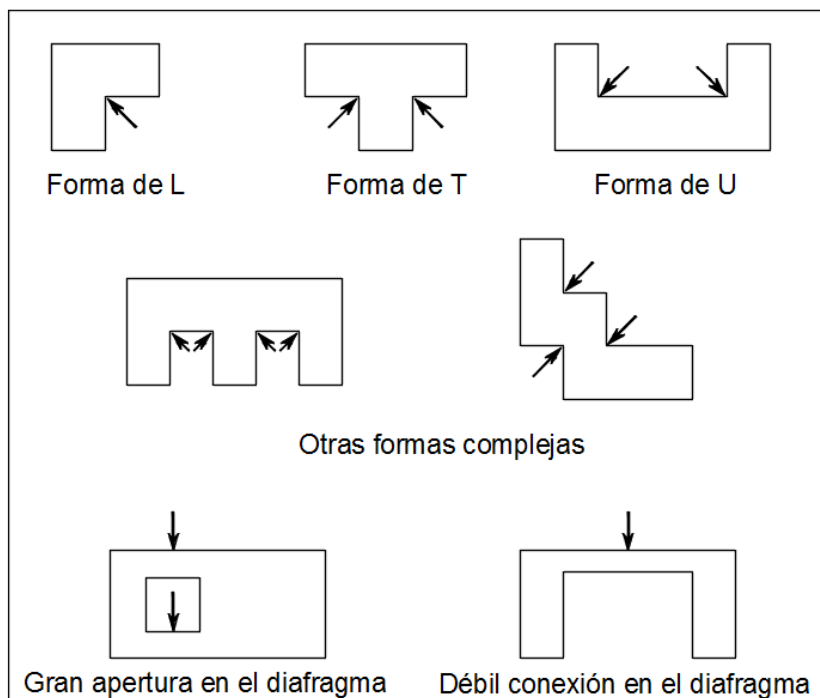 Forma de L
Forma de T
Forma de U
Otras formas complejas
Gran apertura en el diafragma
Débil conexión en el diafragma